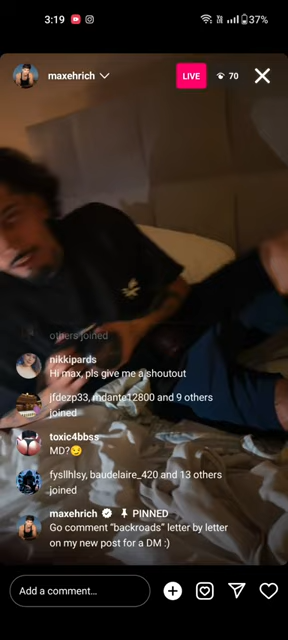 3:19
37%
maxehrich
LIVE
70
others joined
nikkipards
Hi max, pls give me a shoutout
jfdezp33, mdante12800 and 9 others
joined
toxic4bbss
MD?😏
fysllhlsy, baudelaire_420 and 13 others
joined
maxehrich PINNED
Go comment “backroads” letter by letter
on my new post for a DM :)
Add a comment…